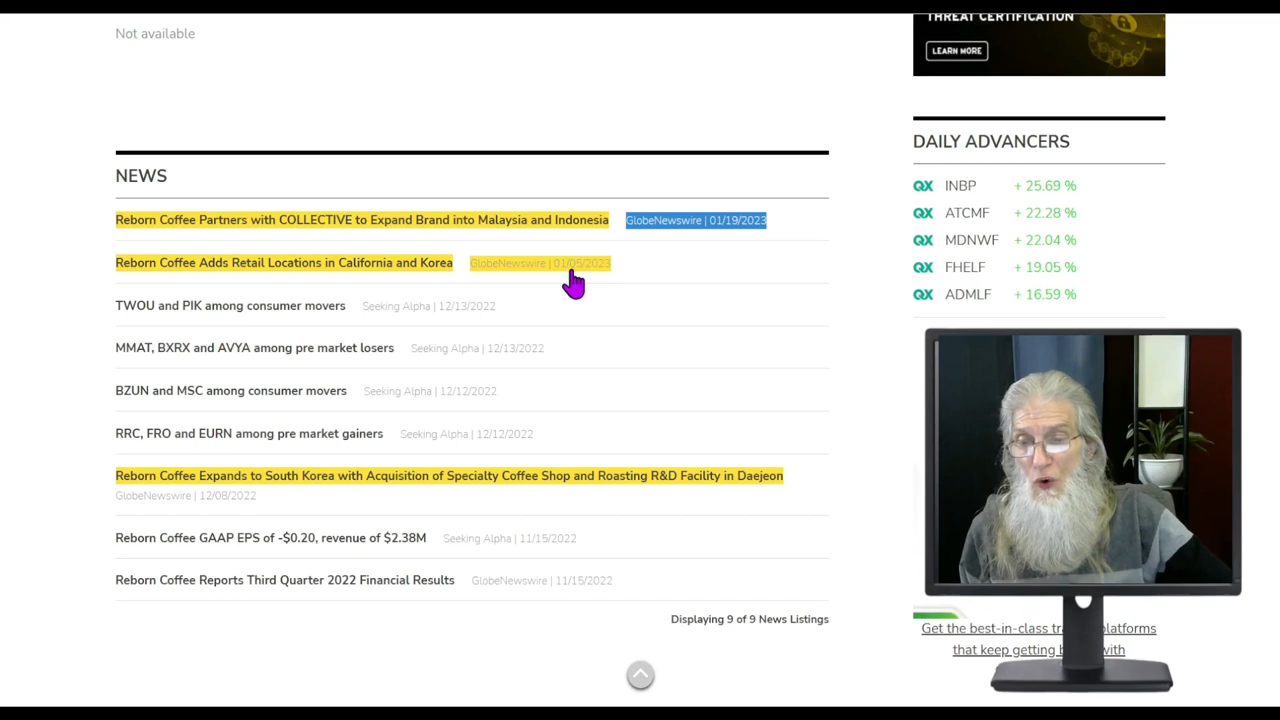 Not available
THREAT CERTIFICATION
LEARN MORE
NEWS
Reborn Coffee Partners with COLLECTIVE to Expand Brand into Malaysia and Indonesia GlobeNewswire | 01/19/2023
Reborn Coffee Adds Retail Locations in California and Korea GlobeNewswire | 01/05/2023
TWOU and PIK among consumer movers Seeking Alpha | 12/13/2022
MMAT, BXRX and AVYA among pre market losers Seeking Alpha | 12/13/2022
BZUN and MSC among consumer movers Seeking Alpha | 12/12/2022
RRC, FRO and EURN among pre market gainers Seeking Alpha | 12/12/2022
Reborn Coffee Expands to South Korea with Acquisition of Specialty Coffee Shop and Roasting R&D Facility in Daejeon
GlobeNewswire | 12/08/2022
Reborn Coffee GAAP EPS of -$0.20, revenue of $2.38M Seeking Alpha | 11/15/2022
Reborn Coffee Reports Third Quarter 2022 Financial Results GlobeNewswire | 11/15/2022
Displaying 9 of 9 News Listings
DAILY ADVANCERS
QX INBP + 25.69 %
QX ATCMF + 22.28 %
QX MDNWF + 22.04 %
QX FHELF + 19.05 %
QX ADMLF + 16.59 %
Get the best-in-class platforms
that keep getting with